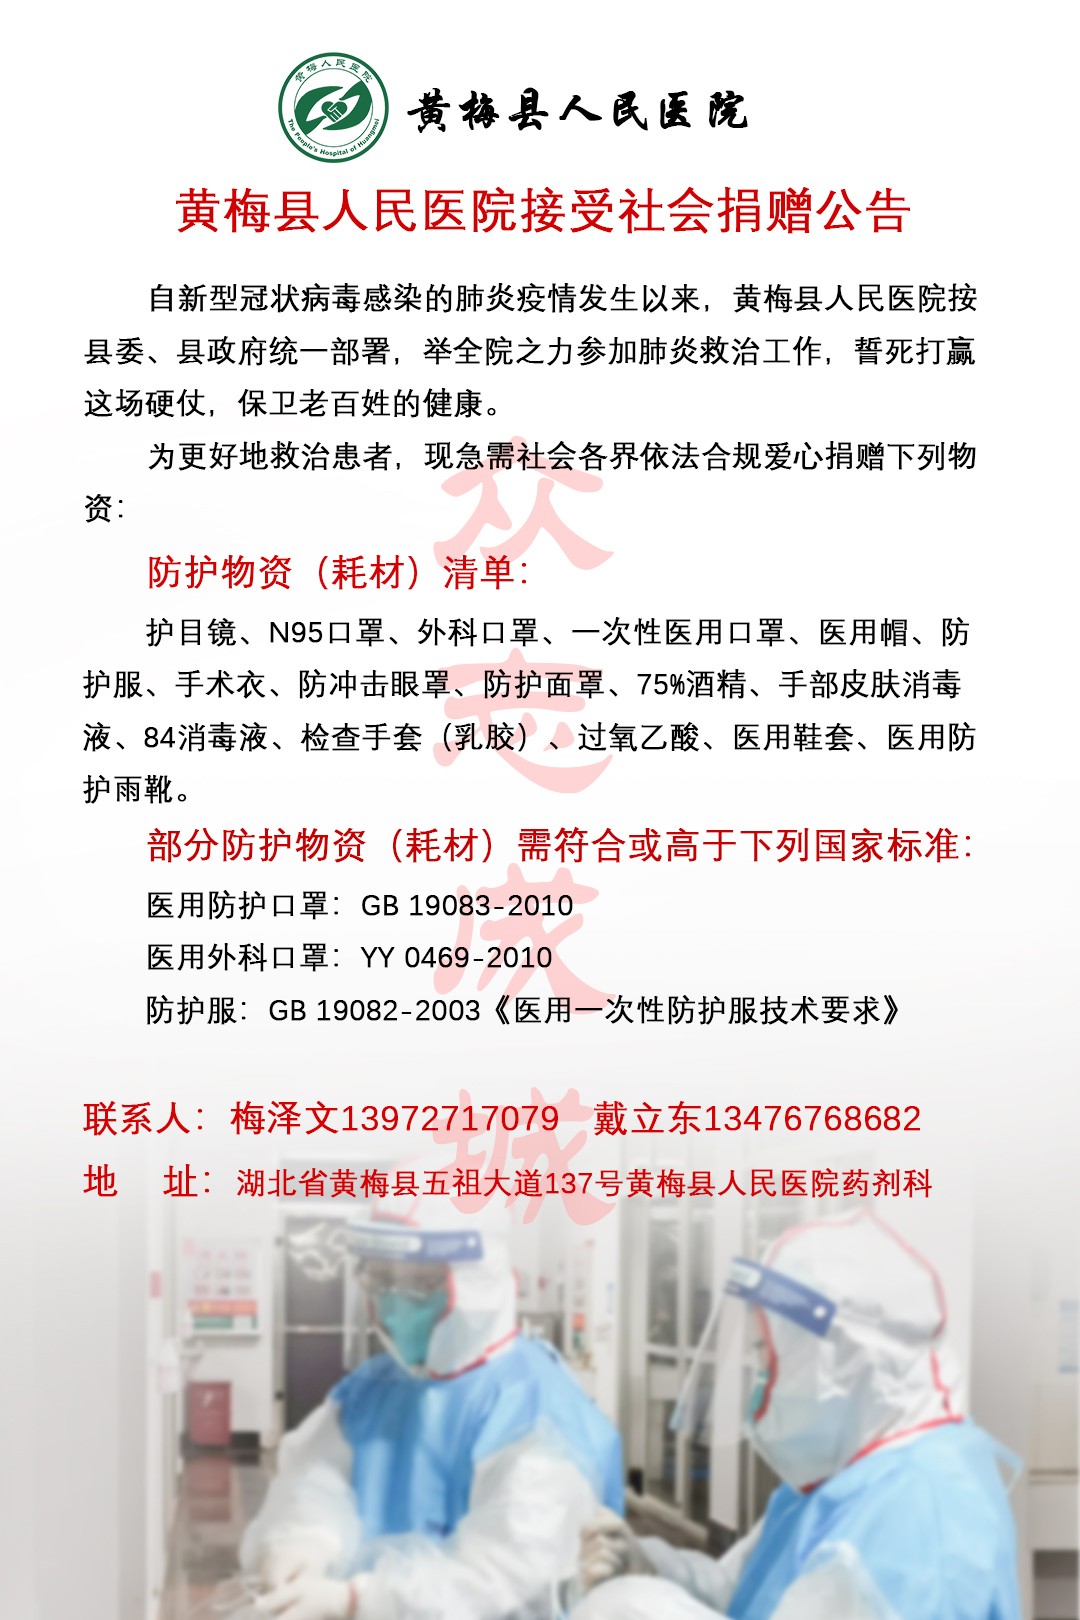 黄梅人民医院
The People's Hospital of Huangmei
黄梅县人民医院
黄梅县人民医院接受社会捐赠公告
自新型冠状病毒感染的肺炎疫情发生以来，黄梅县人民医院按
县委、县政府统一部署，举全院之力参加肺炎救治工作，誓死打赢
这场硬仗，保卫老百姓的健康。
为更好地救治患者，现急需社会各界依法合规爱心捐赠下列物
资：
防护物资（耗材）清单：
护目镜、N95口罩、外科口罩、一次性医用口罩、医用帽、防
护服、手术衣、防冲击眼罩、防护面罩、75%酒精、手部皮肤消毒
液、84消毒液、检查手套（乳胶）、过氧乙酸、医用鞋套、医用防
护雨靴。
部分防护物资（耗材）需符合或高于下列国家标准：
医用防护口罩：GB 19083-2010
医用外科口罩：YY 0469-2010
防护服：GB 19082-2003《医用一次性防护服技术要求》
联系人：梅泽文13972717079 戴立东13476768682
地 址：湖北省黄梅县五祖大道137号黄梅县人民医院药剂科
众
志
成
城